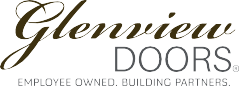 Glenview
DOORS®
EMPLOYEE OWNED. BUILDING PARTNERS.